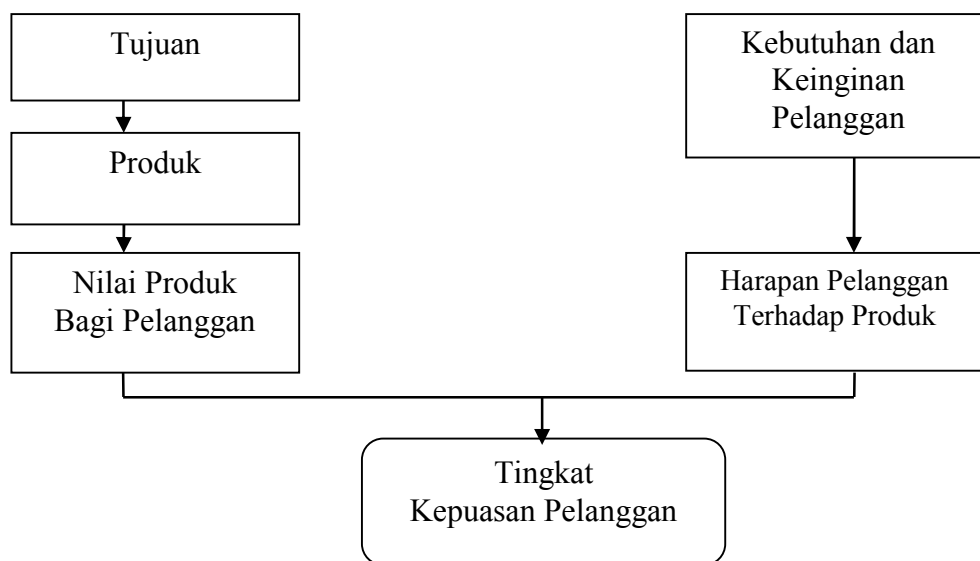 Tujuan
Produk
Nilai Produk
Bagi Pelanggan
Kebutuhan dan
Keinginan
Pelanggan
Harapan Pelanggan
Terhadap Produk
Tingkat
Kepuasan Pelanggan